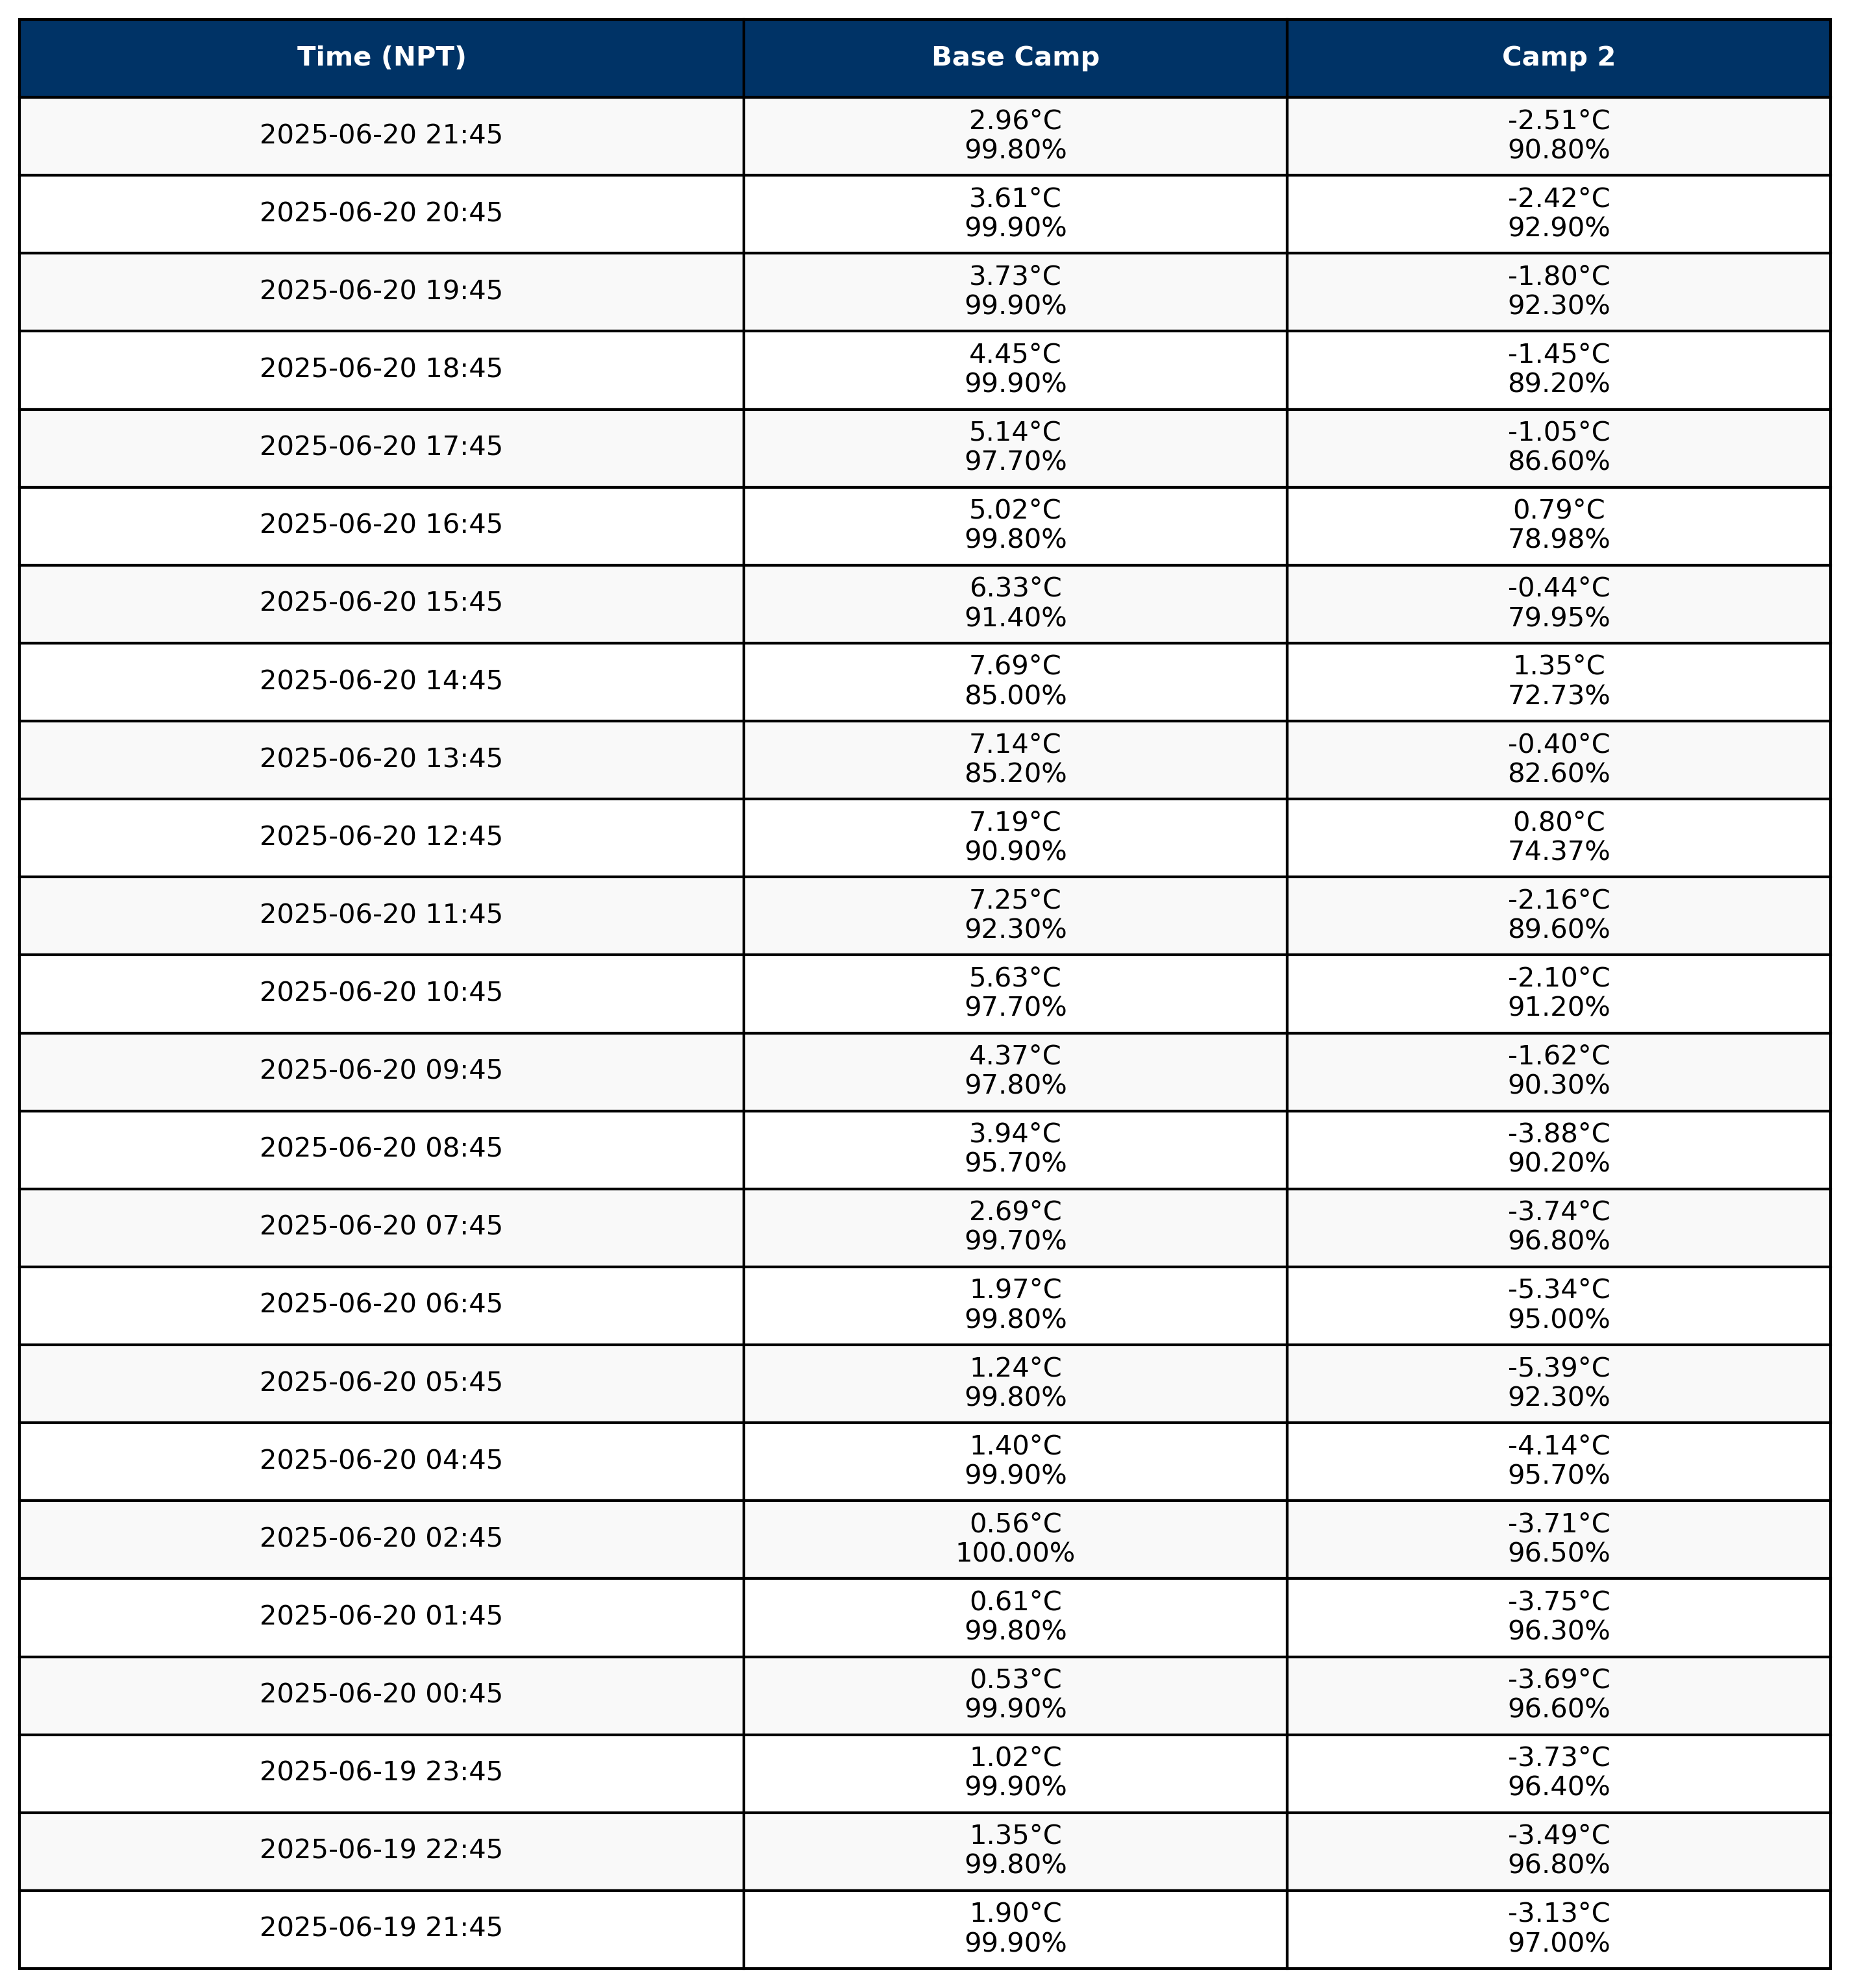 Time (NPT) Base Camp Camp 2
2025-06-20 21:45 2.96°C -2.51°C
99.80% 90.80%
2025-06-20 20:45 3.61°C -2.42°C
99.90% 92.90%
2025-06-20 19:45 3.73°C -1.80°C
99.90% 92.30%
2025-06-20 18:45 4.45°C -1.45°C
99.90% 89.20%
2025-06-20 17:45 5.14°C -1.05°C
97.70% 86.60%
2025-06-20 16:45 5.02°C 0.79°C
99.80% 78.98%
2025-06-20 15:45 6.33°C -0.44°C
91.40% 79.95%
2025-06-20 14:45 7.69°C 1.35°C
85.00% 72.73%
2025-06-20 13:45 7.14°C -0.40°C
85.20% 82.60%
2025-06-20 12:45 7.19°C 0.80°C
90.90% 74.37%
2025-06-20 11:45 7.25°C -2.16°C
92.30% 89.60%
2025-06-20 10:45 5.63°C -2.10°C
97.70% 91.20%
2025-06-20 09:45 4.37°C -1.62°C
97.80% 90.30%
2025-06-20 08:45 3.94°C -3.88°C
95.70% 90.20%
2025-06-20 07:45 2.69°C -3.74°C
99.70% 96.80%
2025-06-20 06:45 1.97°C -5.34°C
99.80% 95.00%
2025-06-20 05:45 1.24°C -5.39°C
99.80% 92.30%
2025-06-20 04:45 1.40°C -4.14°C
99.90% 95.70%
2025-06-20 02:45 0.56°C -3.71°C
100.00% 96.50%
2025-06-20 01:45 0.61°C -3.75°C
99.80% 96.30%
2025-06-20 00:45 0.53°C -3.69°C
99.90% 96.60%
2025-06-19 23:45 1.02°C -3.73°C
99.90% 96.40%
2025-06-19 22:45 1.35°C -3.49°C
99.80% 96.80%
2025-06-19 21:45 1.90°C -3.13°C
99.90% 97.00%